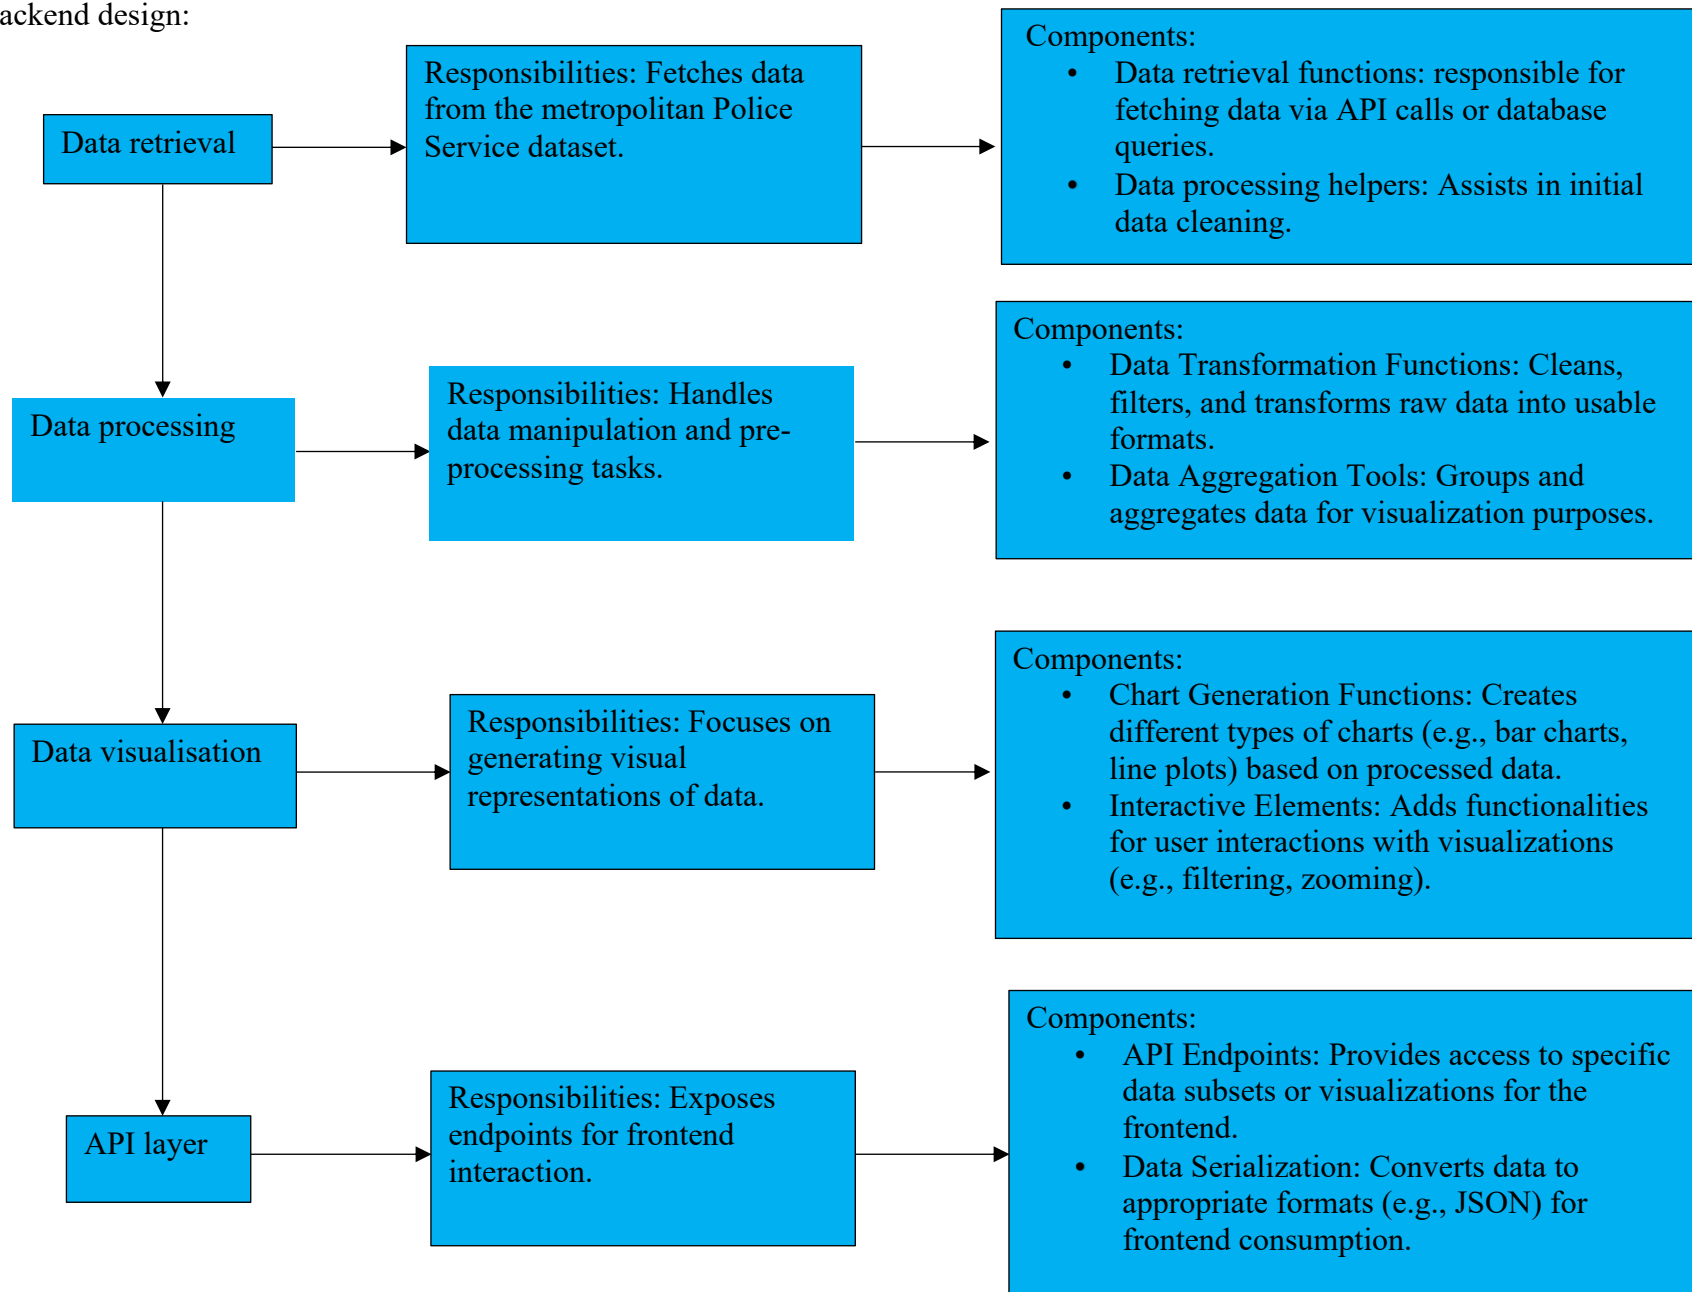 ackend design:
Data retrieval
Responsibilities: Fetches data
from the metropolitan Police
Service dataset.
Components:
• Data retrieval functions: responsible for
fetching data via API calls or database
queries.
• Data processing helpers: Assists in initial
data cleaning.
Data processing
Responsibilities: Handles
data manipulation and pre-
processing tasks.
Components:
• Data Transformation Functions: Cleans,
filters, and transforms raw data into usable
formats.
• Data Aggregation Tools: Groups and
aggregates data for visualization purposes.
Data visualisation
Responsibilities: Focuses on
generating visual
representations of data.
Components:
• Chart Generation Functions: Creates
different types of charts (e.g., bar charts,
line plots) based on processed data.
• Interactive Elements: Adds functionalities
for user interactions with visualizations
(e.g., filtering, zooming).
API layer
Responsibilities: Exposes
endpoints for frontend
interaction.
Components:
• API Endpoints: Provides access to specific
data subsets or visualizations for the
frontend.
• Data Serialization: Converts data to
appropriate formats (e.g., JSON) for
frontend consumption.